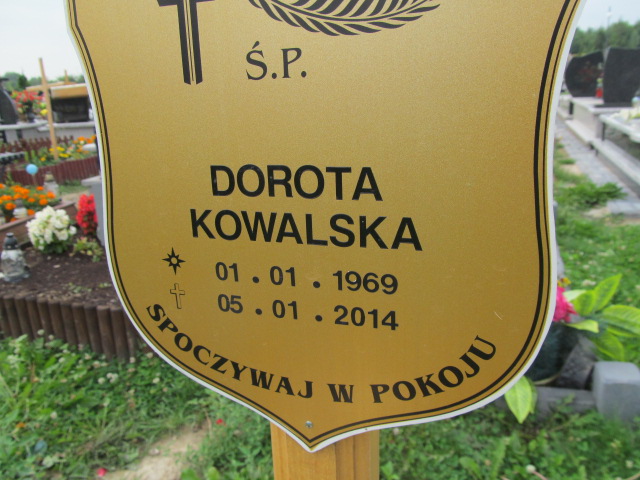 Ś.P.
DOROTA
KOWALSKA
01 . 01 . 1969
05 . 01 . 2014
SPOCZYWAJ W POKOJU